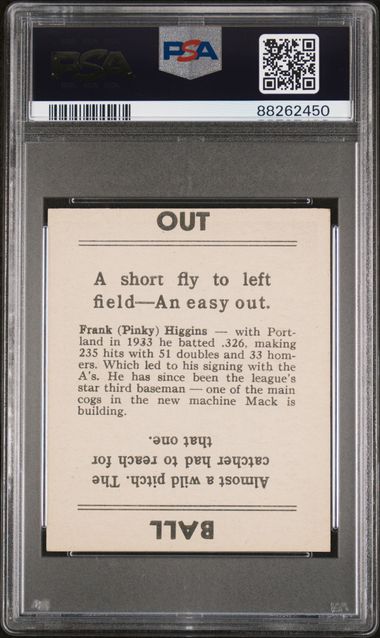 PSA
PSA
88262450
OUT
A short fly to left
field—An easy out.
Frank (Pinky) Higgins — with Port-
land in 1933 he batted .326, making
235 hits with 51 doubles and 33 hom-
ers. Which led to his signing with the
A's. He has since been the league's
star third baseman — one of the main
cogs in the new machine Mack is
building.
BALL
Almost a wild pitch. The
catcher had to reach for
that one.